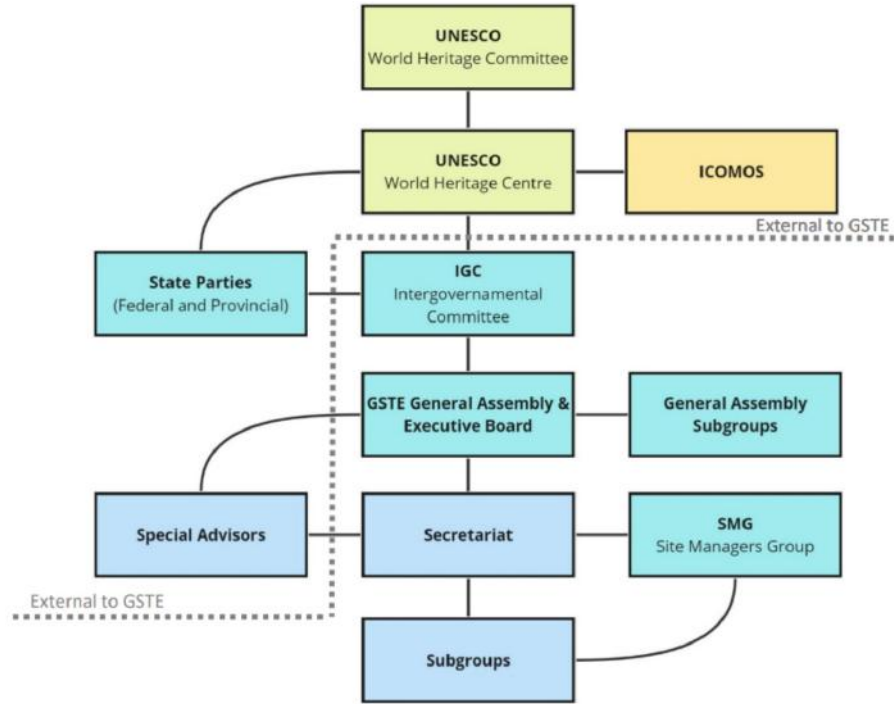 UNESCO
World Heritage Committee
UNESCO
World Heritage Centre
ICOMOS
External to GSTE
State Parties
(Federal and Provincial)
IGC
Intergovernamental
Committee
GSTE General Assembly &
Executive Board
General Assembly
Subgroups
Special Advisors
Secretariat
SMG
Site Managers Group
External to GSTE
Subgroups